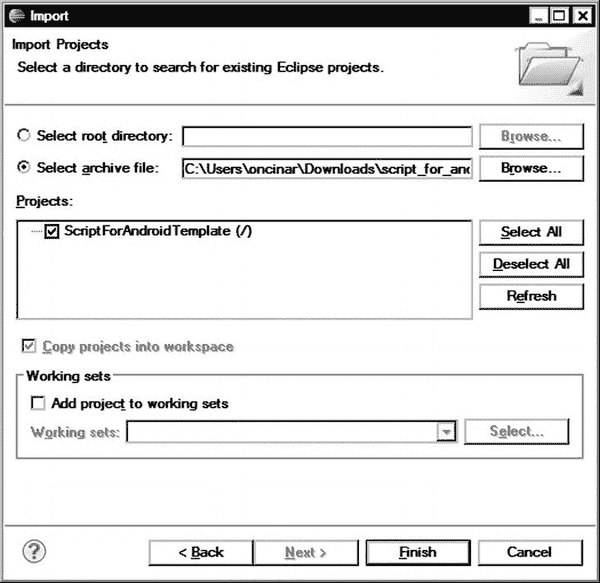 Import
Import Projects
Select a directory to search for existing Eclipse projects.
Select root directory: Browse...
Select archive file: C:\Users\oncinar\Downloads\script_for_and Browse...
Projects:
ScriptForAndroidTemplate (/) Select All
Deselect All
Refresh
Copy projects into workspace
Working sets
Add project to working sets
Working sets: Select...
? < Back Next > Finish Cancel